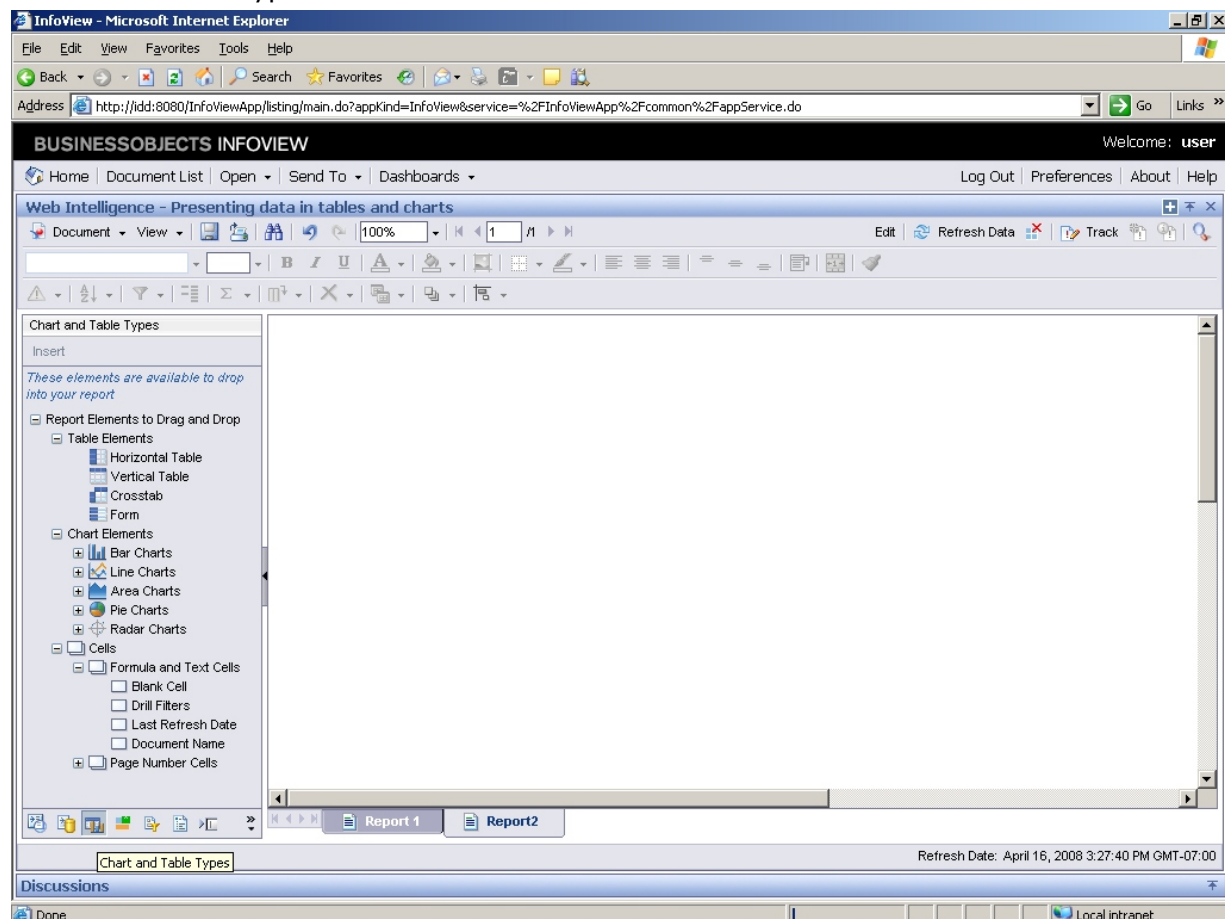 InfoView - Microsoft Internet Explorer
File Edit View Favorites Tools Help
Back Search Favorites
Address http://idd:8080/InfoViewApp/listing/main.do?appKind=InfoView&service=%2FInfoViewApp%2Fcommon%2FappService.do Go Links »
BUSINESSOBJECTS INFOVIEW Welcome: user
Home Document List Open Send To Dashboards Log Out Preferences About Help
Web Intelligence - Presenting data in tables and charts
Document View 100% 1 /1 Edit Refresh Data Track
B I U A
Chart and Table Types
Insert
These elements are available to drop
into your report
Report Elements to Drag and Drop
Table Elements
Horizontal Table
Vertical Table
Crosstab
Form
Chart Elements
Bar Charts
Line Charts
Area Charts
Pie Charts
Radar Charts
Cells
Formula and Text Cells
Blank Cell
Drill Filters
Last Refresh Date
Document Name
Page Number Cells
Report 1 Report2
Chart and Table Types
Refresh Date: April 16, 2008 3:27:40 PM GMT-07:00
Discussions
Done Local intranet